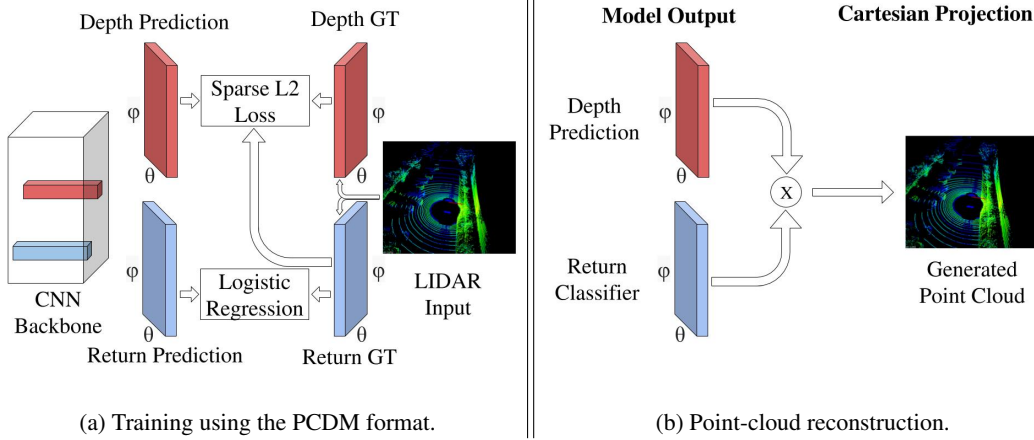 Depth Prediction
Depth GT
Sparse L2
Loss
φ
φ
θ
θ
CNN
Backbone
φ
φ
Logistic
Regression
LIDAR
Input
θ
θ
Return Prediction
Return GT
(a) Training using the PCDM format.
Model Output
Cartesian Projection
Depth
Prediction
φ
θ
X
Return
Classifier
φ
θ
Generated
Point Cloud
(b) Point-cloud reconstruction.